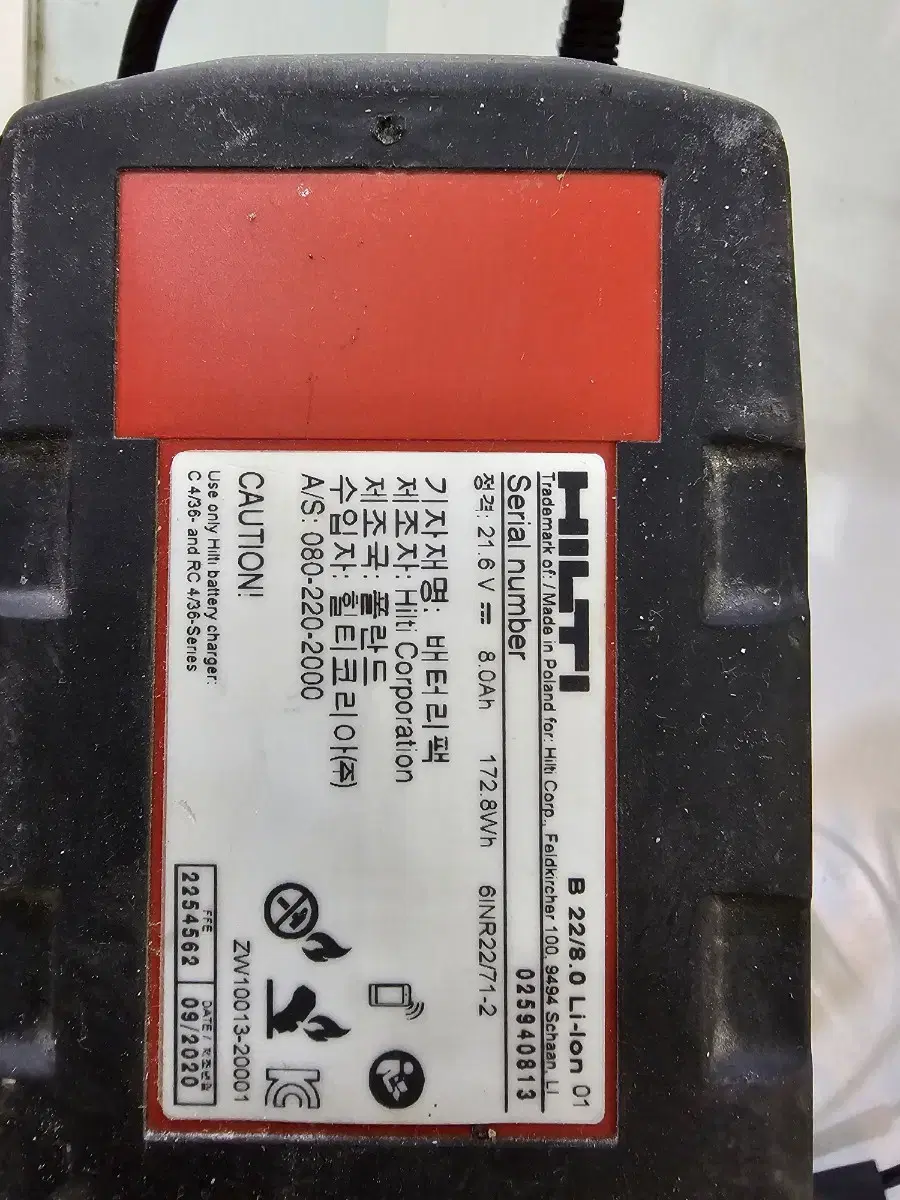 HILTI
B 22/8.0 Li-Ion 01
Trademark of: / Made in Poland for: Hilti Corp., Feldkircher 100, 9494 Schaan, LI
Serial number 025940813
정격: 21.6 V 8.0Ah 172.8Wh 6INR22/71-2
기자재명: 배터리팩
제조자: Hilti Corporation
제조국: 폴란드
수입자: 힐티코리아(주)
A/S: 080-220-2000
CAUTION!
Use only Hilti battery charger:
C 4/36- and RC 4/36-Series
ZW10013-20001
FFE
2254562
DATE / 제조년월
09/2020